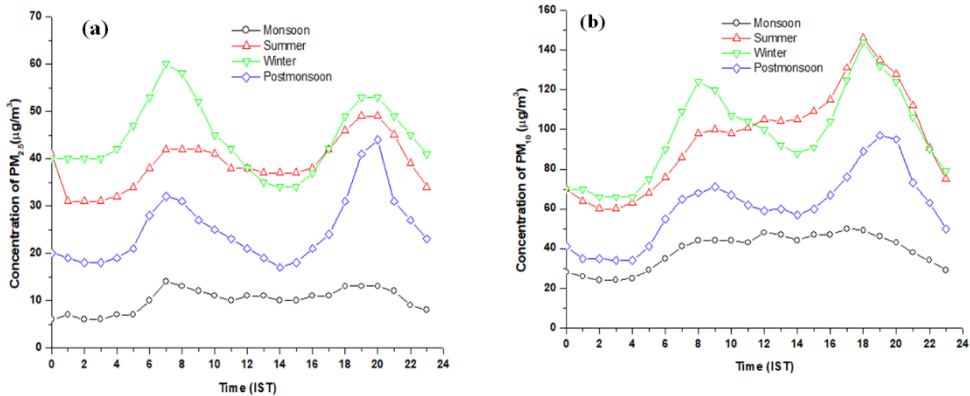 (a)
Monsoon
Summer
Winter
Postmonsoon
Concentration of PM2.5(µg/m3)
70
60
50
40
30
20
10
0
0 2 4 6 8 10 12 14 16 18 20 22 24
Time (IST)
(b)
Monsoon
Summer
Winter
Postmonsoon
Concentration of PM10 (µg/m3)
160
140
120
100
80
60
40
20
0
0 2 4 6 8 10 12 14 16 18 20 22 24
Time (IST)